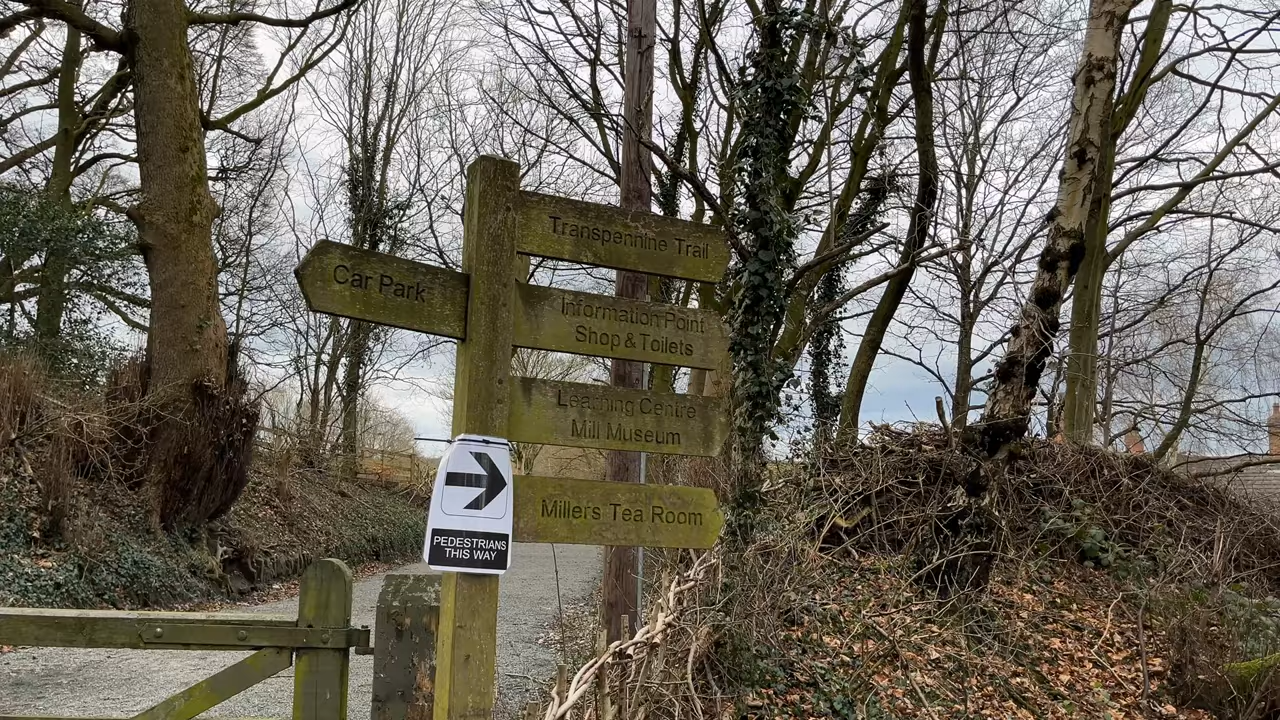 Transpennine Trail
Car Park
Information Point
Shop & Toilets
Learning Centre
Mill Museum
Millers Tea Room
PEDESTRIANS
THIS WAY